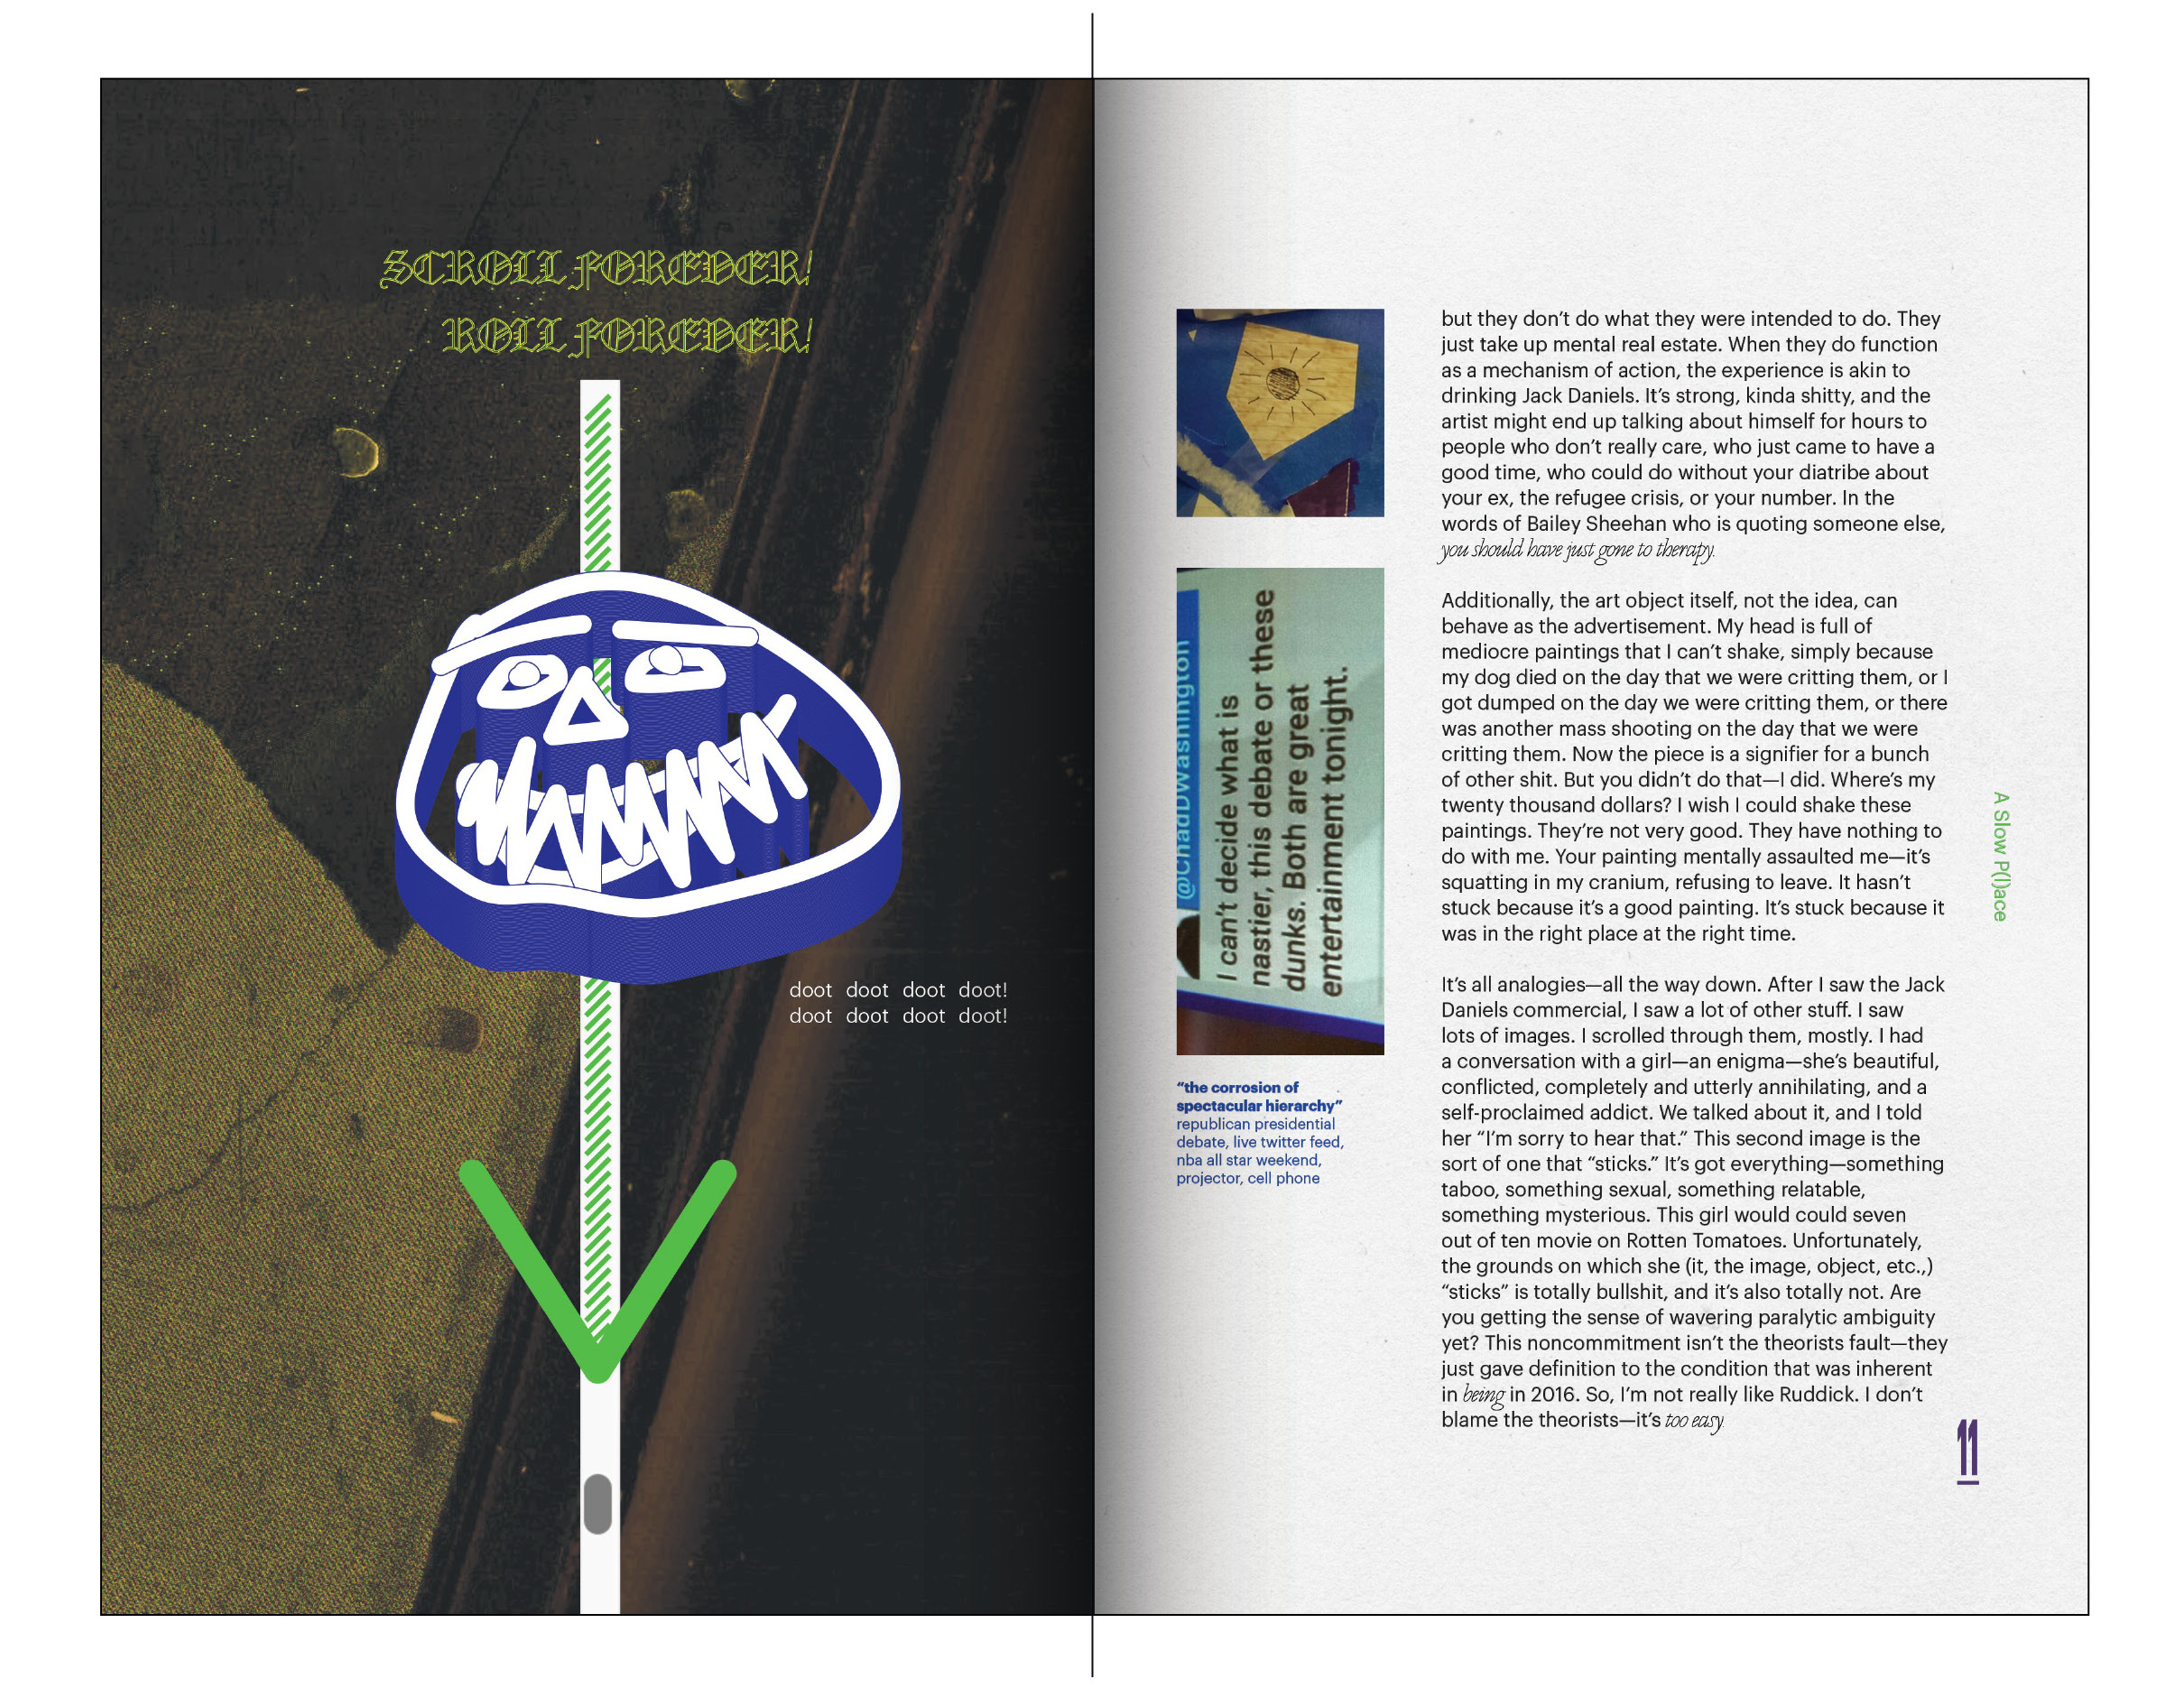 SCROLL FOREVER!
ROLL FOREVER!
doot doot doot doot!
doot doot doot doot!
@ChadDWashington
I can't decide what is
nastier, this debate or these
dunks. Both are great
entertainment tonight.
“the corrosion of
spectacular hierarchy”
republican presidential
debate, live twitter feed,
nba all star weekend,
projector, cell phone
but they don’t do what they were intended to do. They
just take up mental real estate. When they do function
as a mechanism of action, the experience is akin to
drinking Jack Daniels. It’s strong, kinda shitty, and the
artist might end up talking about himself for hours to
people who don’t really care, who just came to have a
good time, who could do without your diatribe about
your ex, the refugee crisis, or your number. In the
words of Bailey Sheehan who is quoting someone else,
you should have just gone to therapy.
Additionally, the art object itself, not the idea, can
behave as the advertisement. My head is full of
mediocre paintings that I can’t shake, simply because
my dog died on the day that we were critting them, or I
got dumped on the day we were critting them, or there
was another mass shooting on the day that we were
critting them. Now the piece is a signifier for a bunch
of other shit. But you didn’t do that—I did. Where’s my
twenty thousand dollars? I wish I could shake these
paintings. They’re not very good. They have nothing to
do with me. Your painting mentally assaulted me—it’s
squatting in my cranium, refusing to leave. It hasn’t
stuck because it’s a good painting. It’s stuck because it
was in the right place at the right time.
It’s all analogies—all the way down. After I saw the Jack
Daniels commercial, I saw a lot of other stuff. I saw
lots of images. I scrolled through them, mostly. I had
a conversation with a girl—an enigma—she’s beautiful,
conflicted, completely and utterly annihilating, and a
self-proclaimed addict. We talked about it, and I told
her “I’m sorry to hear that.” This second image is the
sort of one that “sticks.” It’s got everything—something
taboo, something sexual, something relatable,
something mysterious. This girl would could seven
out of ten movie on Rotten Tomatoes. Unfortunately,
the grounds on which she (it, the image, object, etc.,)
“sticks” is totally bullshit, and it’s also totally not. Are
you getting the sense of wavering paralytic ambiguity
yet? This noncommitment isn’t the theorists fault—they
just gave definition to the condition that was inherent
in being in 2016. So, I’m not really like Ruddick. I don’t
blame the theorists—it’s too easy.
A Slow P(l)ace
11